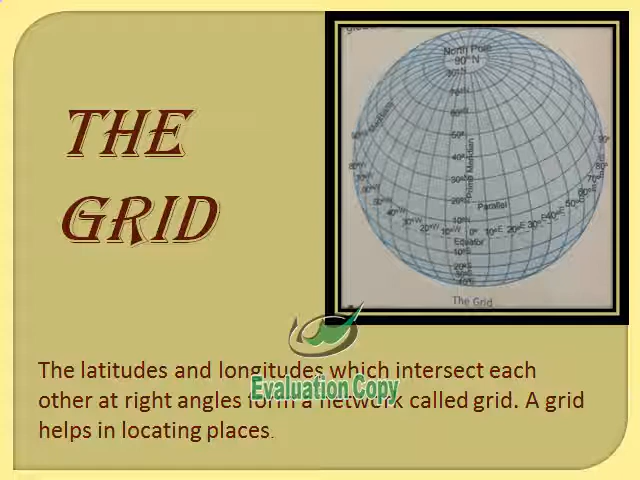 THE
GRID
North Pole
90° N
Prime Meridian
Parallel
Equator
The Grid
The latitudes and longitudes which intersect each
other at right angles form a network called grid. A grid
helps in locating places.
Evaluation Copy